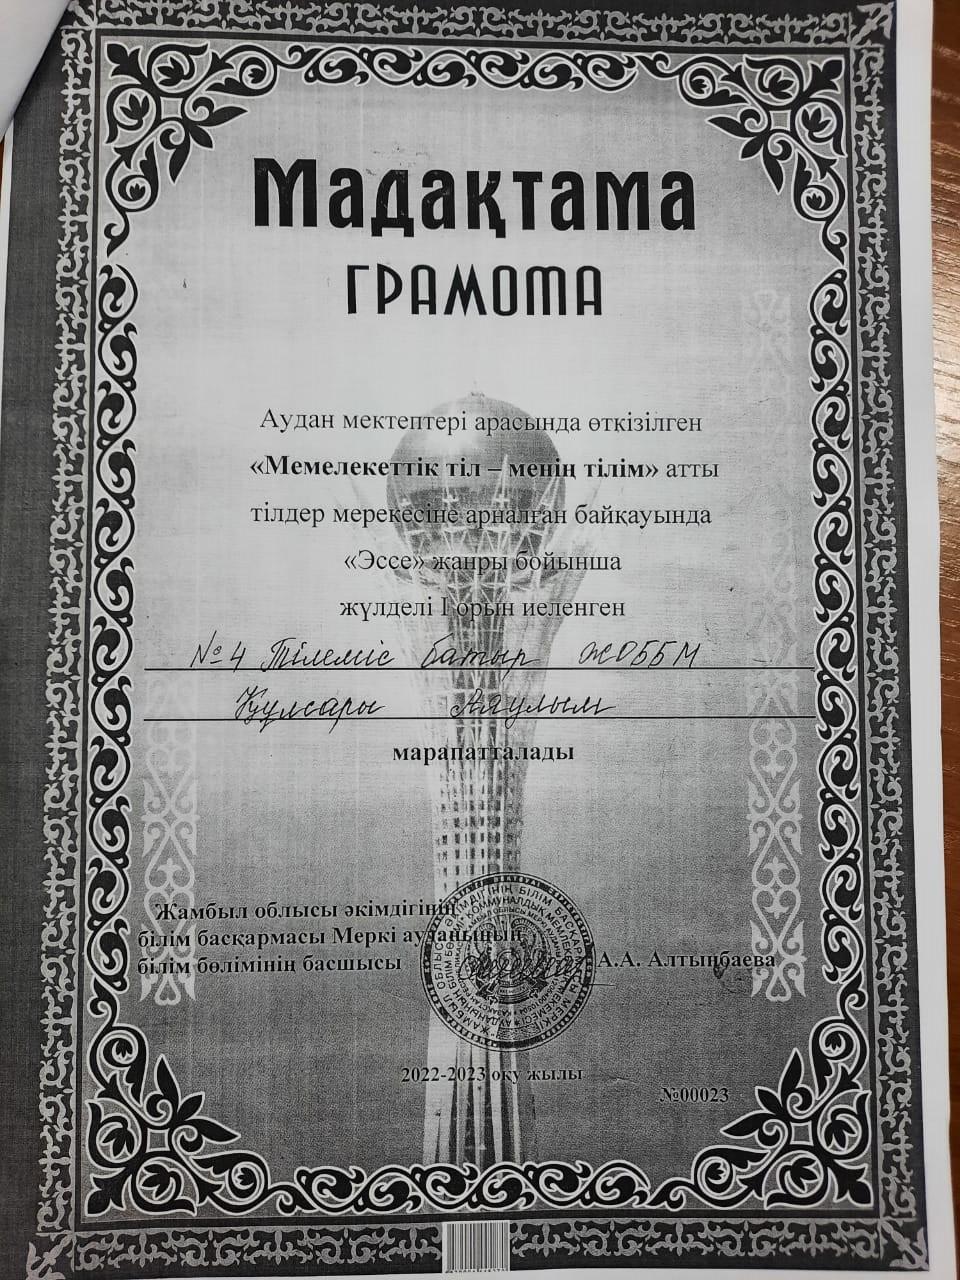 Мадақтама
ГРАМОТА
Аудан мектептері арасында өткізілген
«Мемелекеттік тіл – менің тілім» атты
тілдер мерекесіне арналған байқауында
«Эссе» жанры бойынша
жүлделі І орын иеленген
№4 Тілеміс батыр ЖОББМ
Құлсары Аяулым
марапатталады
Жамбыл облысы әкімдігінің
білім басқармасы Меркі ауданының
білім бөлімінің басшысы А.А. Алтынбаева
2022-2023 оқу жылы
№00023